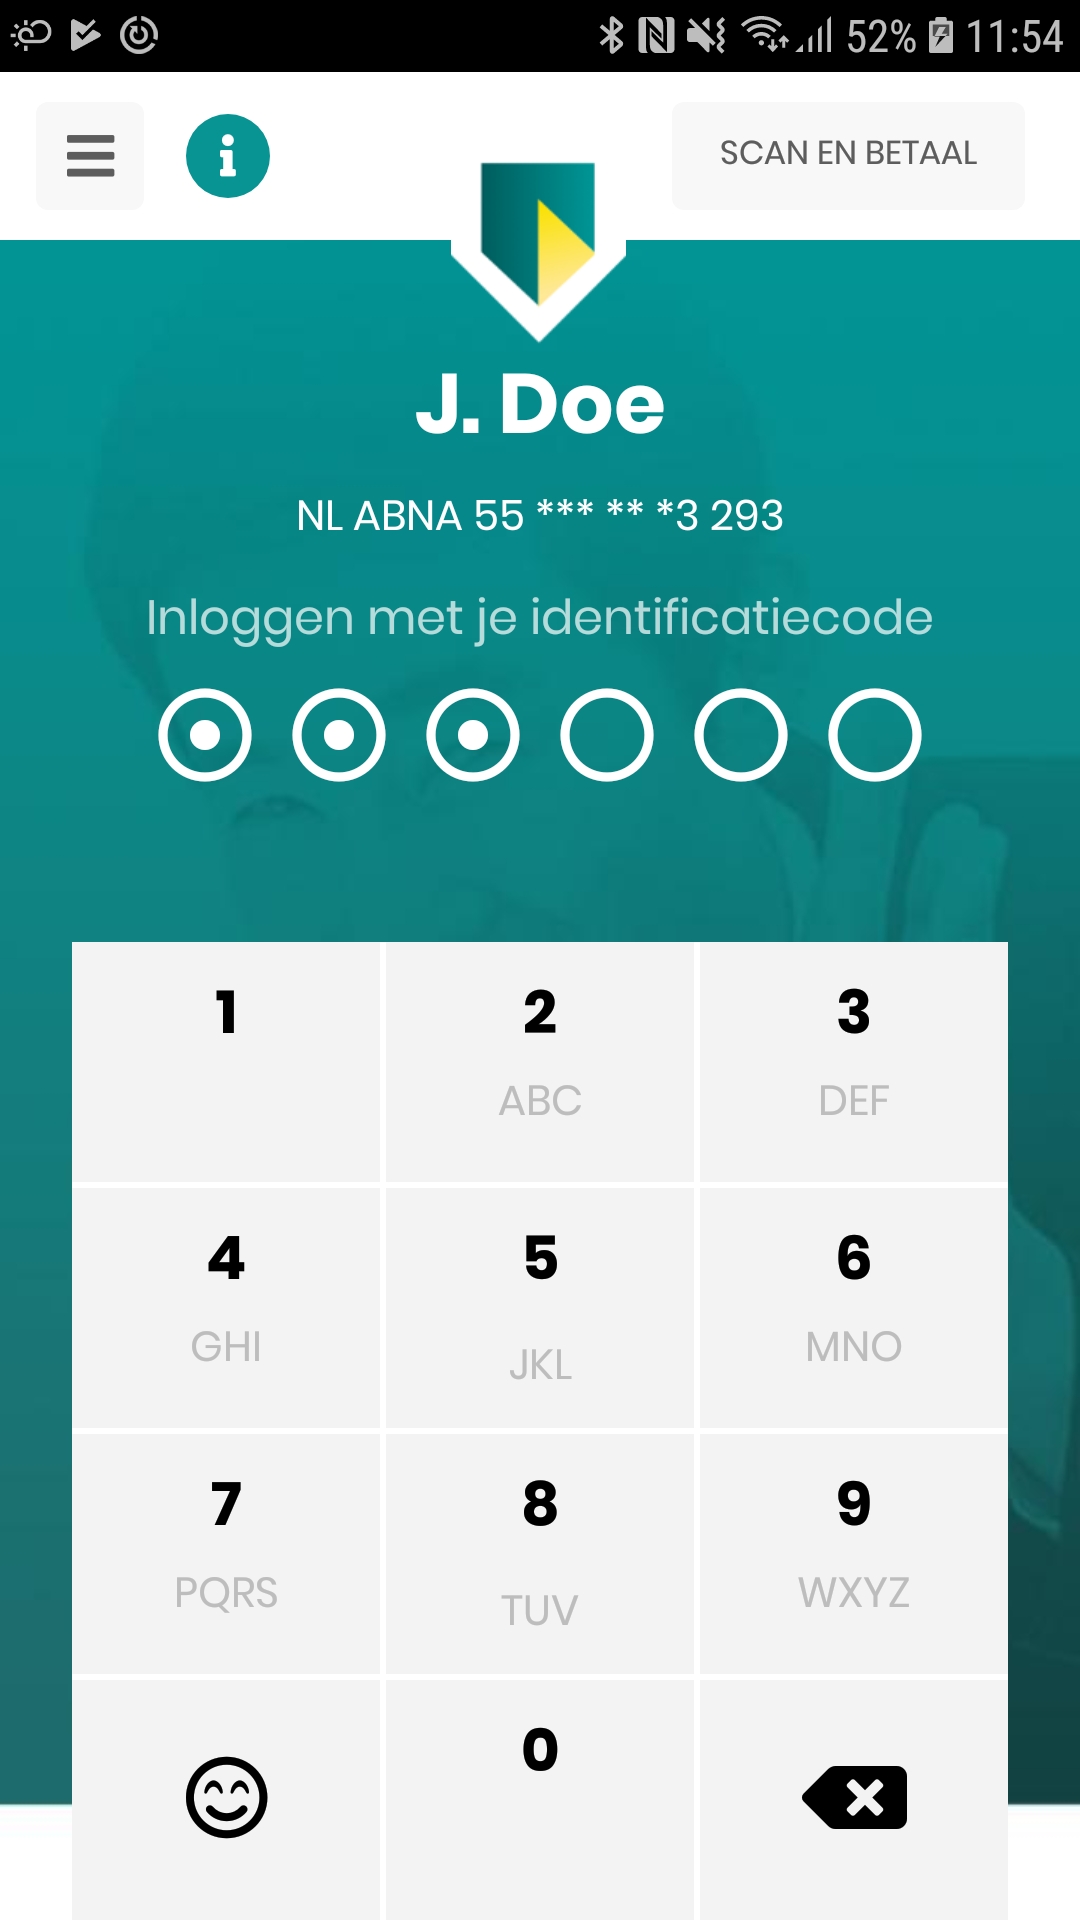 52% 11:54
SCAN EN BETAAL
J. Doe
NL ABNA 55 *** ** *3 293
Inloggen met je identificatiecode
1 2 3
ABC DEF
4 5 6
GHI JKL MNO
7 8 9
PQRS TUV WXYZ
0